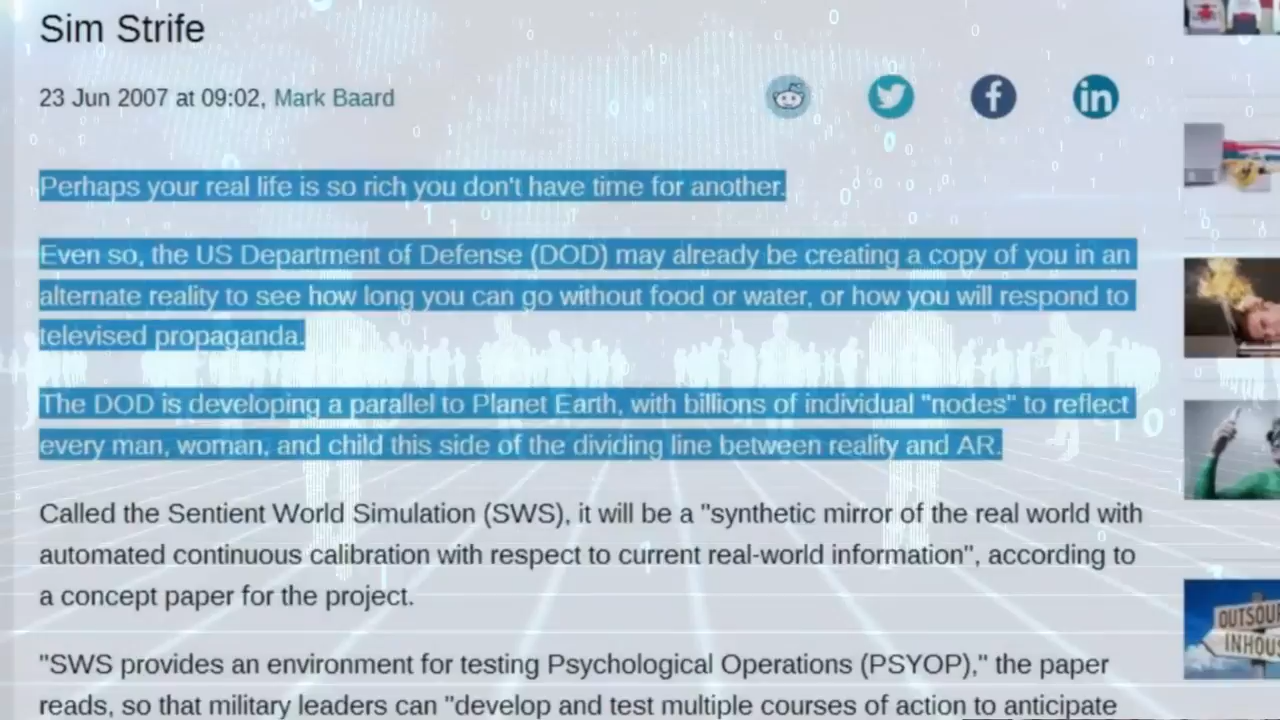 Sim Strife
23 Jun 2007 at 09:02, Mark Baard
Perhaps your real life is so rich you don't have time for another.
Even so, the US Department of Defense (DOD) may already be creating a copy of you in an
alternate reality to see how long you can go without food or water, or how you will respond to
televised propaganda.
The DOD is developing a parallel to Planet Earth, with billions of individual "nodes" to reflect
every man, woman, and child this side of the dividing line between reality and AR.
Called the Sentient World Simulation (SWS), it will be a "synthetic mirror of the real world with
automated continuous calibration with respect to current real-world information", according to
a concept paper for the project.
"SWS provides an environment for testing Psychological Operations (PSYOP)," the paper
reads, so that military leaders can "develop and test multiple courses of action to anticipate